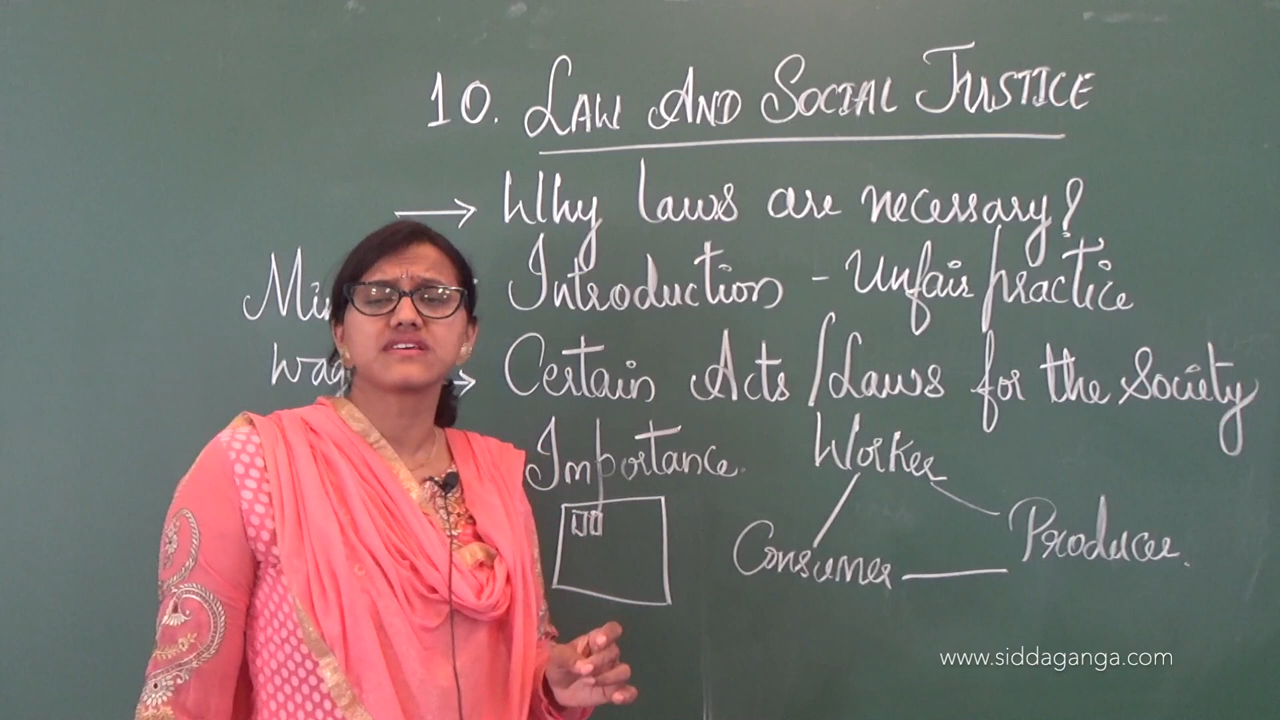 10. LAW AND SOCIAL JUSTICE
Why laws are necessary?
Introduction - Unfair practice
Certain Acts / Laws for the Society
Importance.
Worker
Consumer
Producer.
www.siddaganga.com